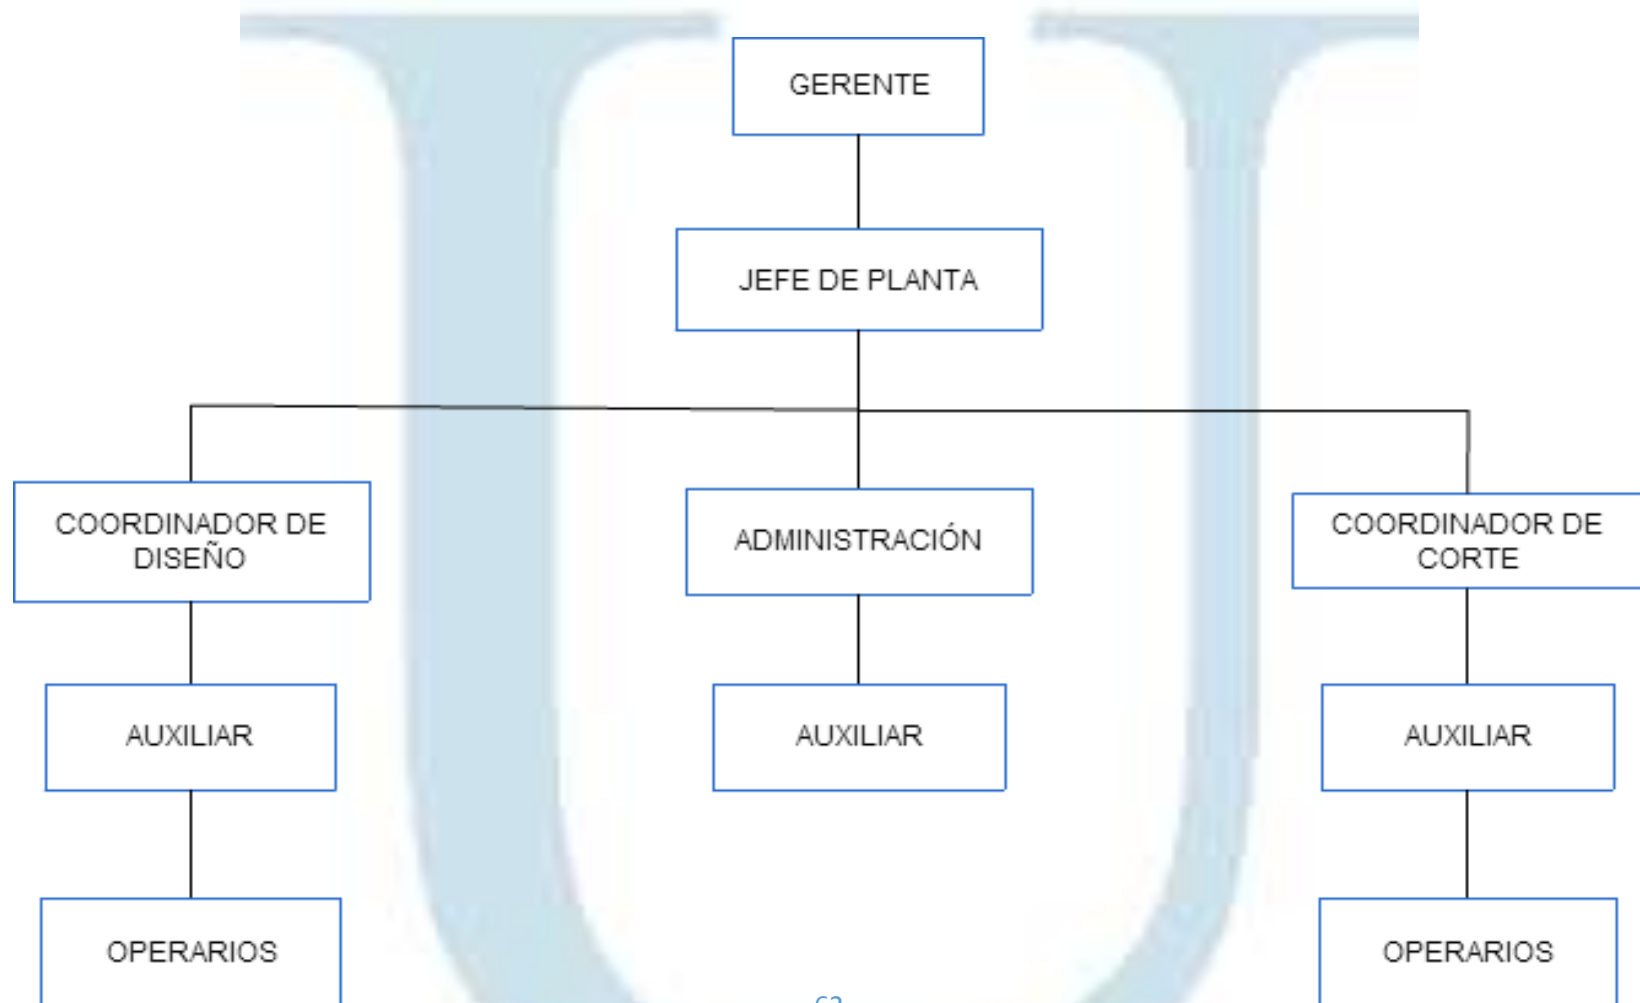 GERENTE
JEFE DE PLANTA
COORDINADOR DE
DISEÑO
ADMINISTRACIÓN
COORDINADOR DE
CORTE
AUXILIAR
AUXILIAR
AUXILIAR
OPERARIOS
OPERARIOS